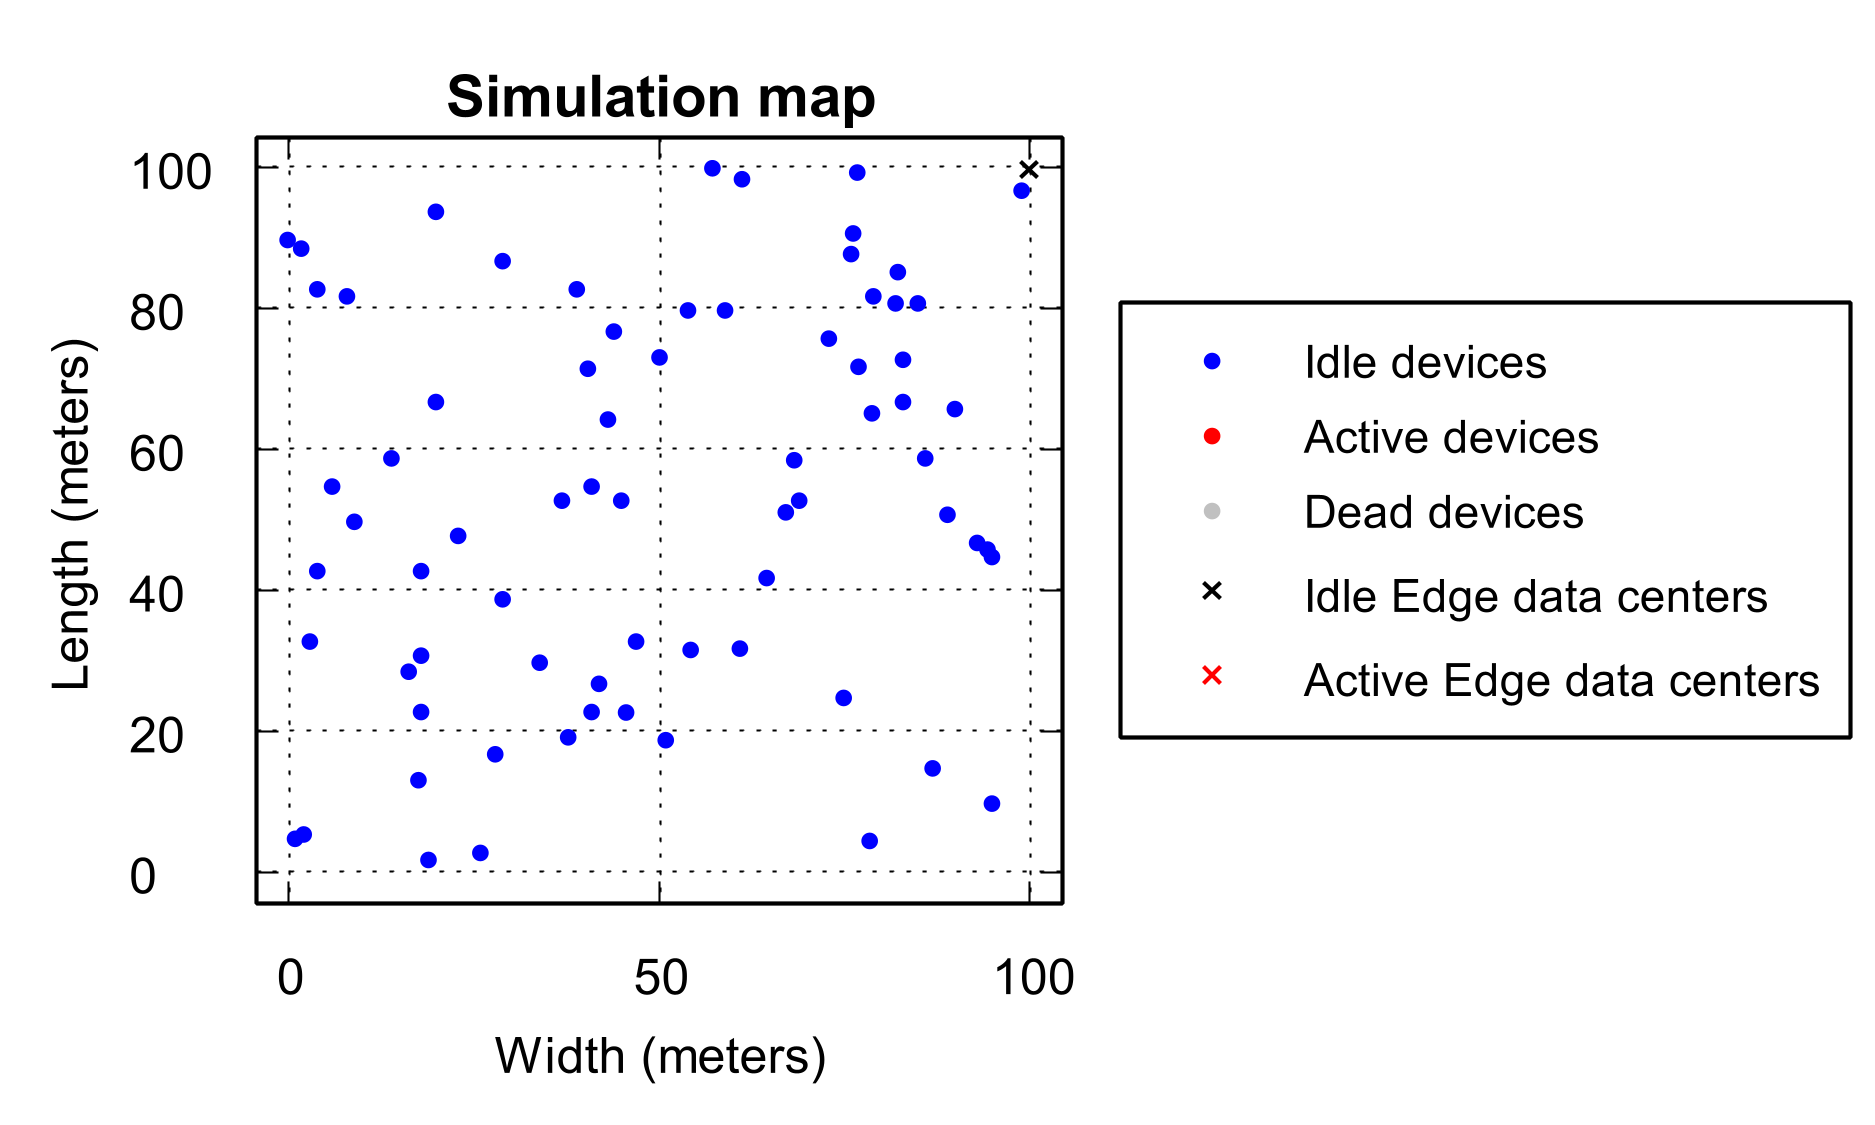 Simulation map
100
80
60
40
20
0
Length (meters)
0 50 100
Width (meters)
Idle devices
Active devices
Dead devices
Idle Edge data centers
Active Edge data centers